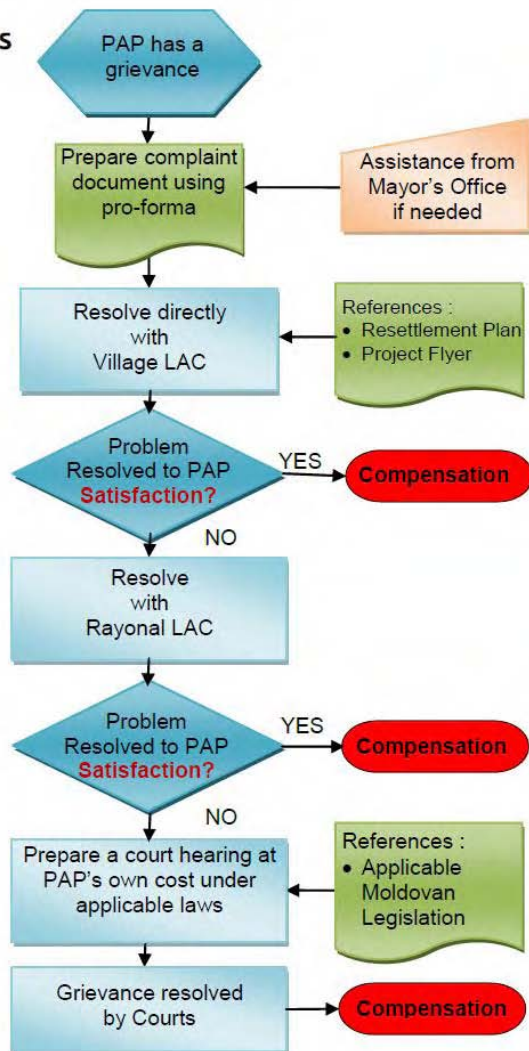 PAP has a
grievance
Prepare complaint
document using
pro-forma
Assistance from
Mayor's Office
if needed
Resolve directly
with
Village LAC
References :
• Resettlement Plan
• Project Flyer
Problem
Resolved to PAP
Satisfaction?
YES
Compensation
NO
Resolve
with
Rayonal LAC
Problem
Resolved to PAP
Satisfaction?
YES
Compensation
NO
Prepare a court hearing at
PAP's own cost under
applicable laws
References :
• Applicable
Moldovan
Legislation
Grievance resolved
by Courts
Compensation